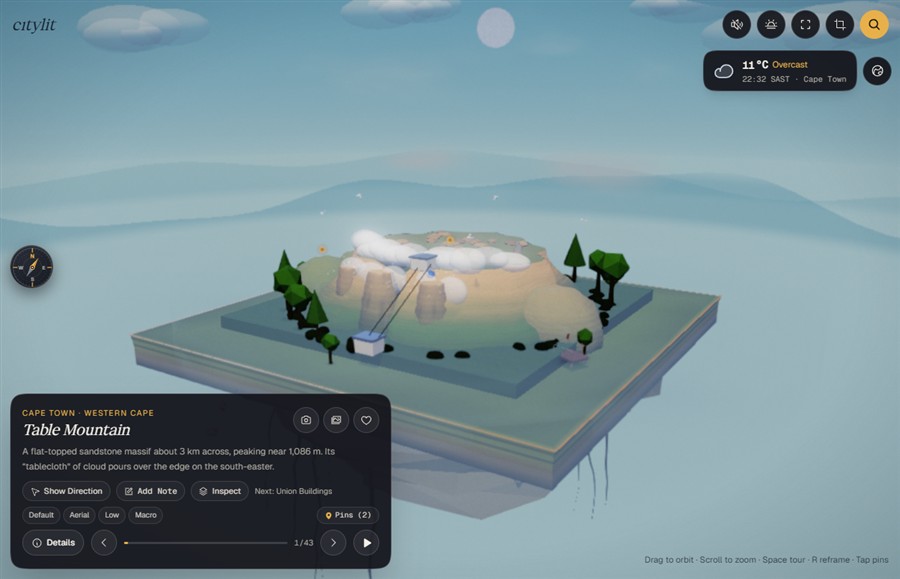 citylit
11°C Overcast
22:32 SAST · Cape Town
N
W E
S
CAPE TOWN · WESTERN CAPE
Table Mountain
A flat-topped sandstone massif about 3 km across, peaking near 1,086 m. Its
"tablecloth" of cloud pours over the edge on the south-easter.
Show Direction Add Note Inspect Next: Union Buildings
Default Aerial Low Macro Pins (2)
Details 1/43
Drag to orbit · Scroll to zoom · Space tour · R reframe · Tap pins